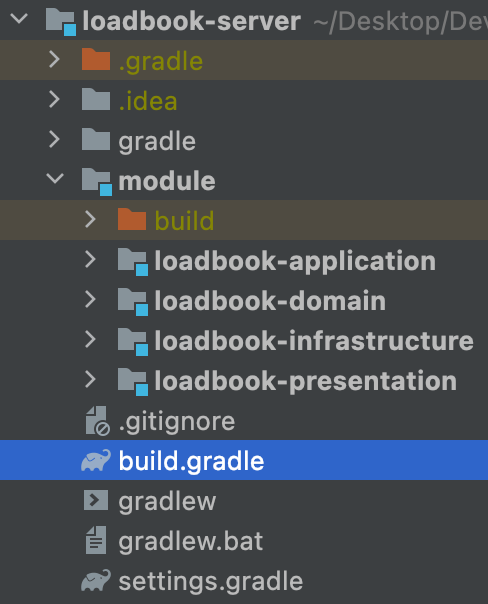 loadbook-server ~/Desktop/Dev
.gradle
.idea
gradle
module
build
loadbook-application
loadbook-domain
loadbook-infrastructure
loadbook-presentation
.gitignore
build.gradle
gradlew
gradlew.bat
settings.gradle